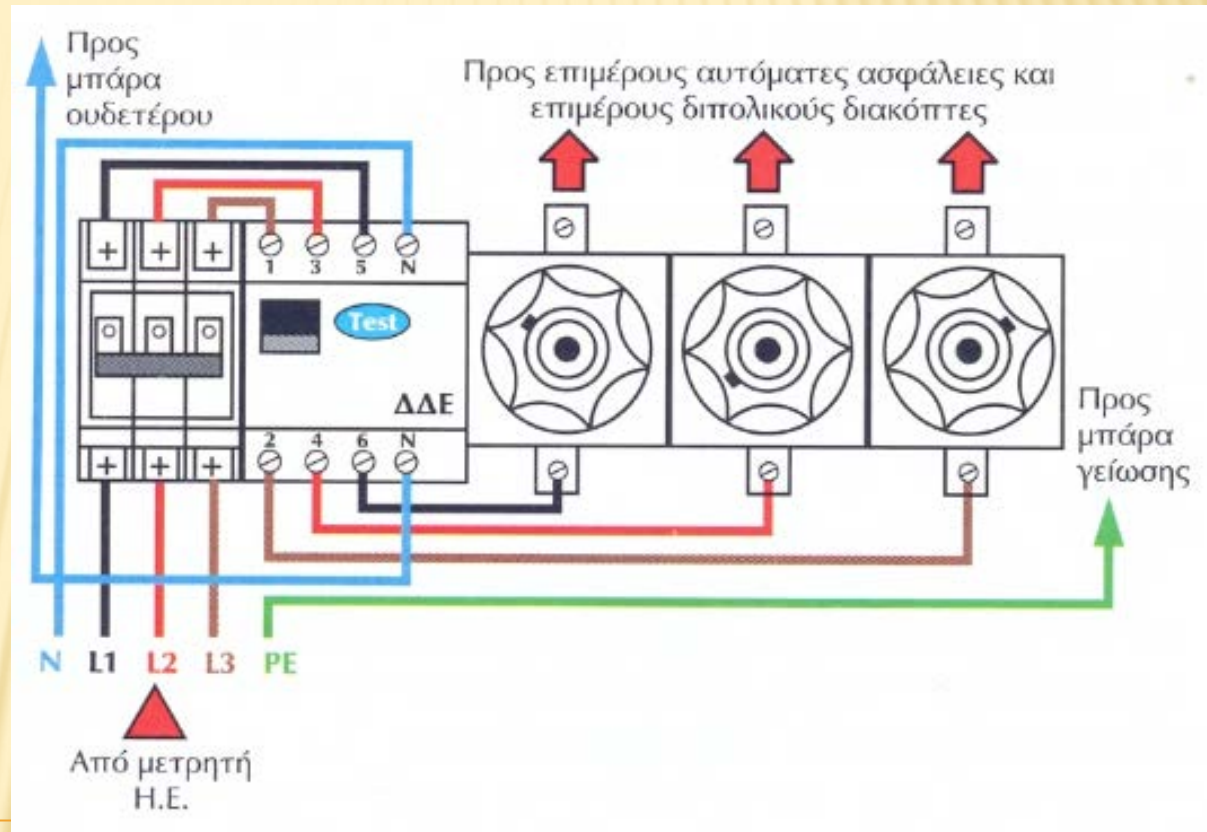 Προς
μπάρα
ουδετέρου
Προς επιμέρους αυτόματες ασφάλειες και
επιμέρους διπολικούς διακόπτες
1 3 5 N
Test
ΔΔΕ
2 4 6 N
Προς
μπάρα
γείωσης
N L1 L2 L3 PE
Από μετρητή
Η.Ε.